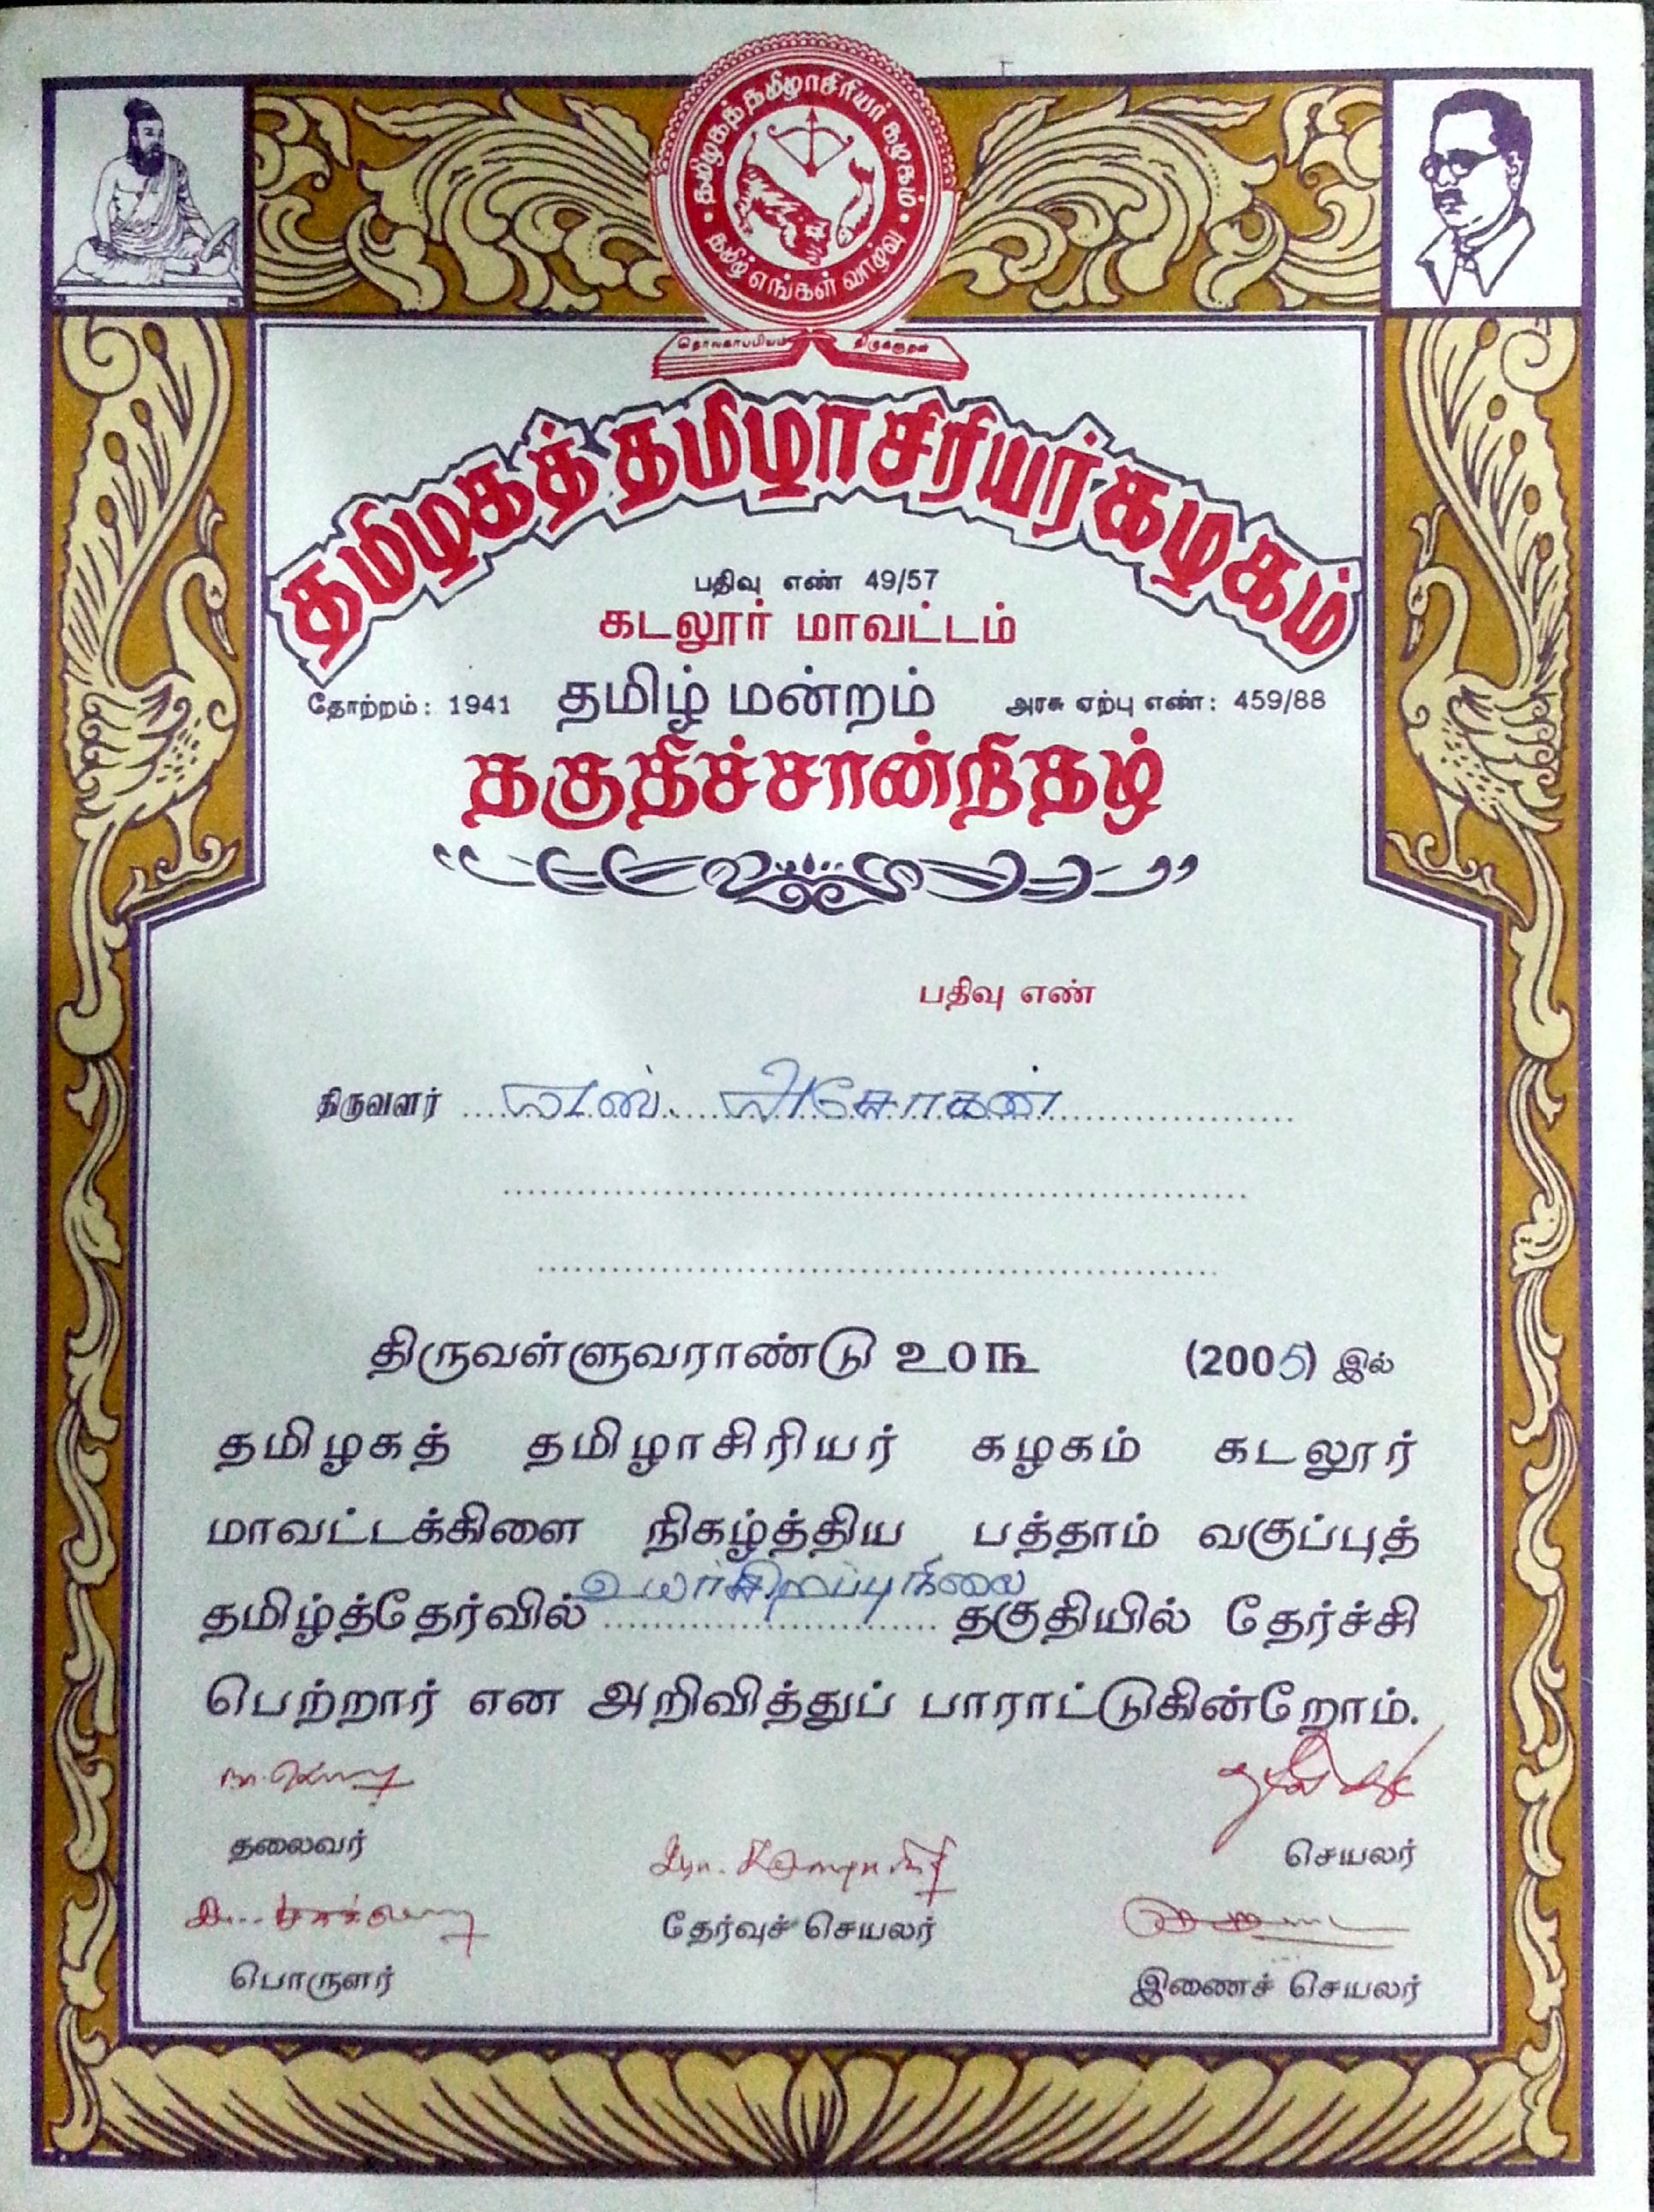 தமிழகத் தமிழாசிரியர் கழகம்
தமிழ் எங்கள் வாழ்வு
தொல்காப்பியம் திருக்குறள்
தமிழகத் தமிழாசிரியர் கழகம்
பதிவு எண் 49/57
கடலூர் மாவட்டம்
தோற்றம்: 1941 தமிழ் மன்றம் அரசு ஏற்பு எண்: 459/88
தகுதிச்சான்றிதழ்
பதிவு எண்
திருவளர் எஸ். அசோகன்
திருவள்ளுவராண்டு ௨0௩ (2005) இல்
தமிழகத் தமிழாசிரியர் கழகம் கடலூர்
மாவட்டக்கிளை நிகழ்த்திய பத்தாம் வகுப்புத்
தமிழ்த்தேர்வில் உயர்சிறப்புநிலை தகுதியில் தேர்ச்சி
பெற்றார் என அறிவித்துப் பாராட்டுகின்றோம்.
தலைவர் செயலர்
பொருளர் தேர்வுச் செயலர் இணைச் செயலர்